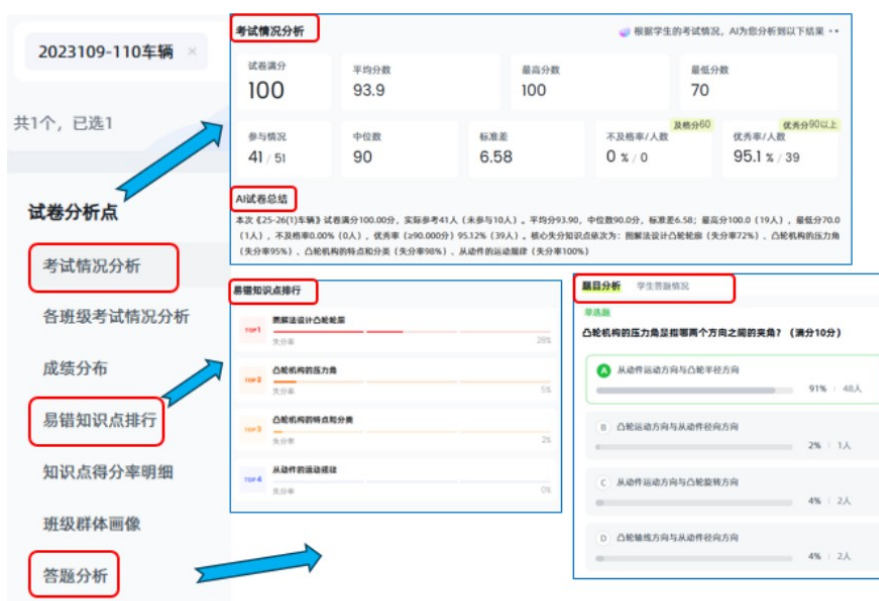 2023109-110车辆 ×
共1个，已选1
试卷分析点
考试情况分析
各班级考试情况分析
成绩分布
易错知识点排行
知识点得分率明细
班级群体画像
答题分析
考试情况分析
根据学生的考试情况，AI为您分析到以下结果
试卷满分
100
平均分数
93.9
最高分数
100
最低分数
70
参与情况
41 / 51
中位数
90
标准差
6.58
及格分60
不及格率/人数
0 % / 0
优秀分90以上
优秀率/人数
95.1 % / 39
AI试卷总结
本次《25-26(1)车辆》试卷满分100.00分，实际参考41人（未参与10人）。平均分93.90，中位数90.0分，标准差6.58；最高分100.0（19人），最低分70.0
（1人），不及格率0.00%（0人），优秀率（≥90.000分）95.12%（39人）。核心失分知识点依次为：图解法设计凸轮轮廓（失分率72%）、凸轮机构的压力角
（失分率95%）、凸轮机构的特点和分类（失分率98%）、从动件的运动规律（失分率100%）
易错知识点排行
TOP1
图解法设计凸轮轮廓
失分率
28%
TOP2
凸轮机构的压力角
失分率
5%
TOP3
凸轮机构的特点和分类
失分率
2%
TOP4
从动件的运动规律
失分率
0%
题目分析 学生答题情况
单选题
凸轮机构的压力角是指哪两个方向之间的夹角？（满分10分）
A 从动件运动方向与凸轮半径方向
91% 48人
B 凸轮运动方向与从动件径向方向
2% 1人
C 从动件运动方向与凸轮旋转方向
4% 2人
D 凸轮轴线方向与从动件径向方向
4% 2人